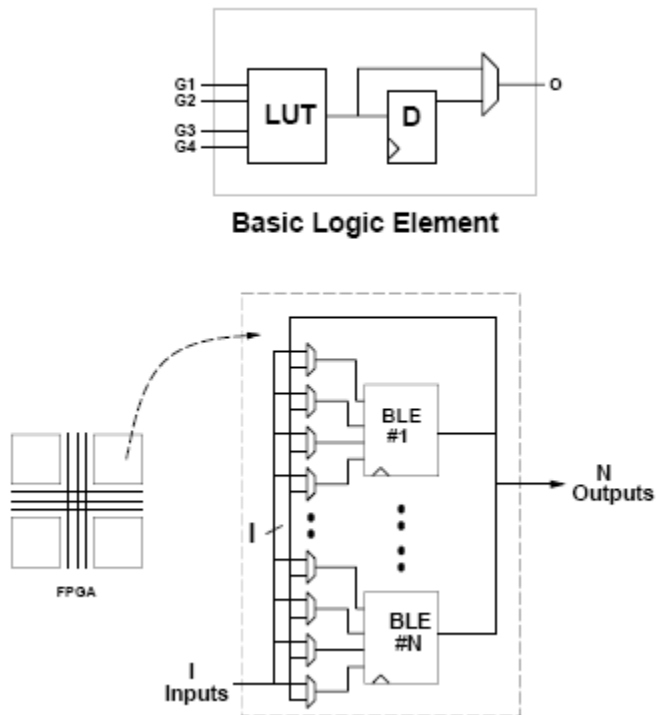 G1
G2
G3
G4
LUT
D
O
Basic Logic Element
BLE
#1
N
Outputs
I
FPGA
BLE
#N
I
Inputs